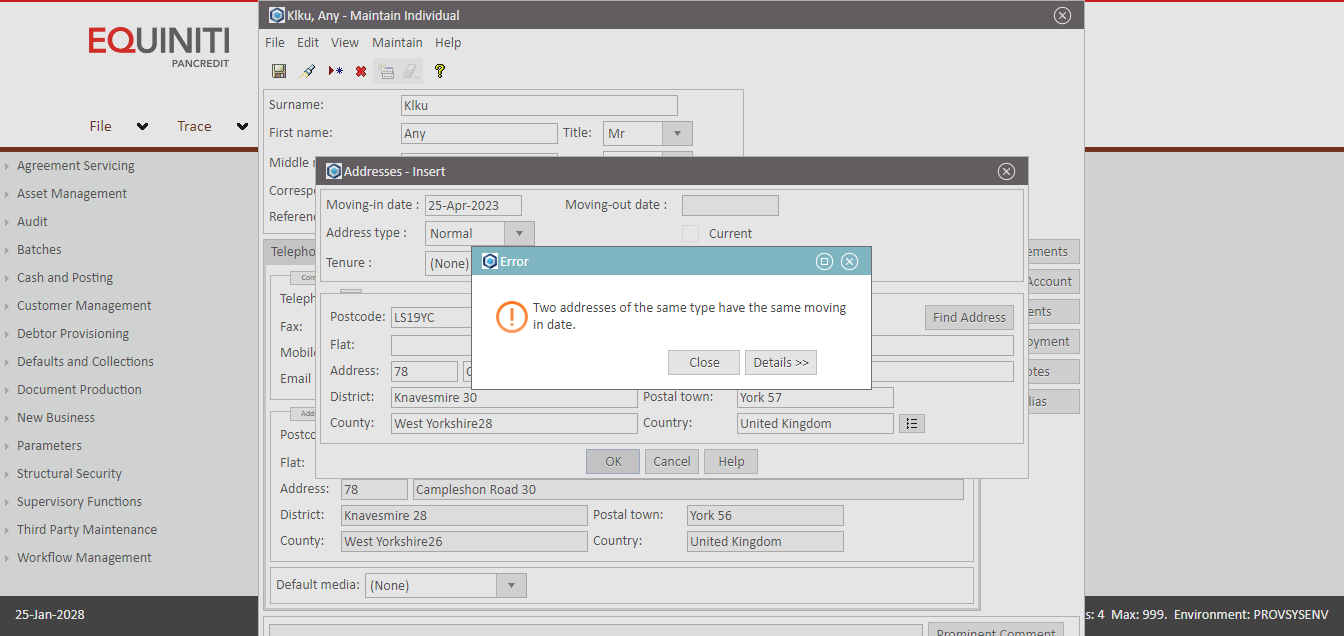 EQUINITI
PANCREDIT
File
Trace
Agreement Servicing
Asset Management
Audit
Batches
Cash and Posting
Customer Management
Debtor Provisioning
Defaults and Collections
Document Production
New Business
Parameters
Structural Security
Supervisory Functions
Third Party Maintenance
Workflow Management
25-Jan-2028
Klku, Any - Maintain Individual
File Edit View Maintain Help
Surname: Klku
First name: Any Title: Mr
Middle
Corresp
Referen
Telepho
Con
Teleph
Fax:
Mobil
Email
Add
Postco
Flat:
Address: 78 Campleshon Road 30
District: Knavesmire 28 Postal town: York 56
County: West Yorkshire26 Country: United Kingdom
Default media: (None)
Prominent Comment
ements
Account
ents
oyment
otes
lias
Addresses - Insert
Moving-in date : 25-Apr-2023 Moving-out date :
Address type : Normal Current
Tenure : (None)
Postcode: LS19YC Find Address
Flat:
Address: 78
District: Knavesmire 30 Postal town: York 57
County: West Yorkshire28 Country: United Kingdom
OK Cancel Help
Error
Two addresses of the same type have the same moving
in date.
Close Details >>
s: 4 Max: 999. Environment: PROVSYSENV